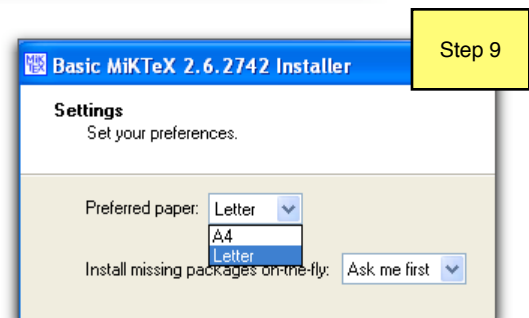 Step 9
MiKTeX Basic MiKTeX 2.6.2742 Installer
Settings
Set your preferences.
Preferred paper: Letter
A4
Letter
Install missing packages on-the-fly: Ask me first